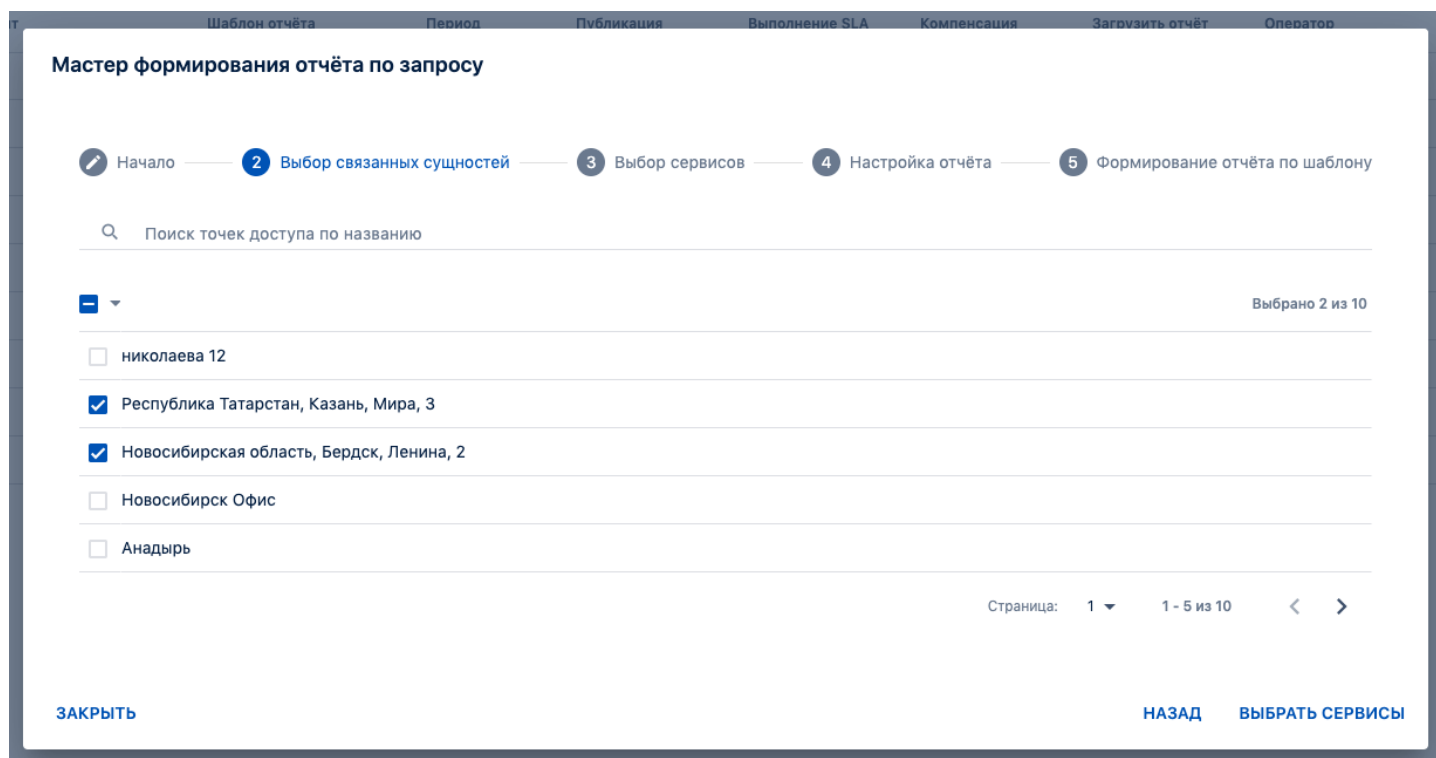 т Шаблон отчёта Период Публикация Выполнение SLA Компенсация Загрузить отчёт Оператор
Мастер формирования отчёта по запросу
Начало 2 Выбор связанных сущностей 3 Выбор сервисов 4 Настройка отчёта 5 Формирование отчёта по шаблону
Поиск точек доступа по названию
Выбрано 2 из 10
николаева 12
Республика Татарстан, Казань, Мира, 3
Новосибирская область, Бердск, Ленина, 2
Новосибирск Офис
Анадырь
Страница: 1 1 - 5 из 10
ЗАКРЫТЬ НАЗАД ВЫБРАТЬ СЕРВИСЫ